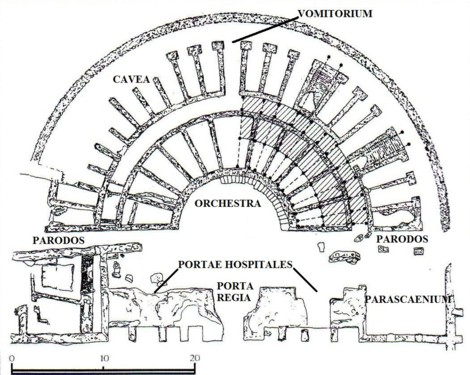 VOMITORIUM
CAVEA
ORCHESTRA
PARODOS
PARODOS
PORTAE HOSPITALES
PORTA
REGIA
PARASCAENIUM
0
10
20